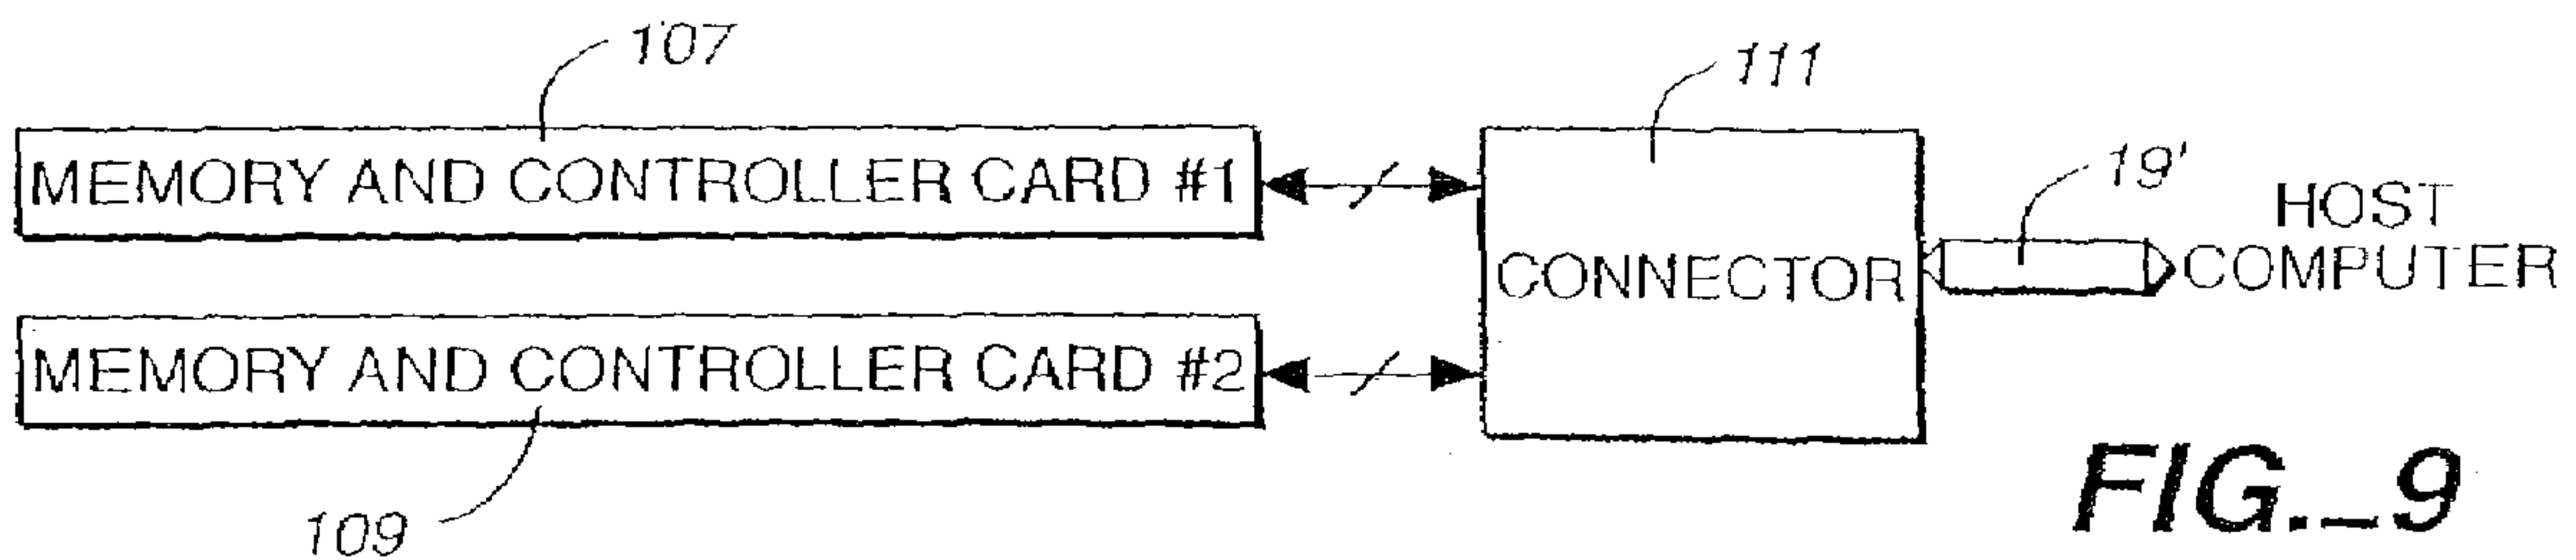 107
111
19'
MEMORY AND CONTROLLER CARD #1
HOST
COMPUTER
CONNECTOR
MEMORY AND CONTROLLER CARD #2
109
FIG._9